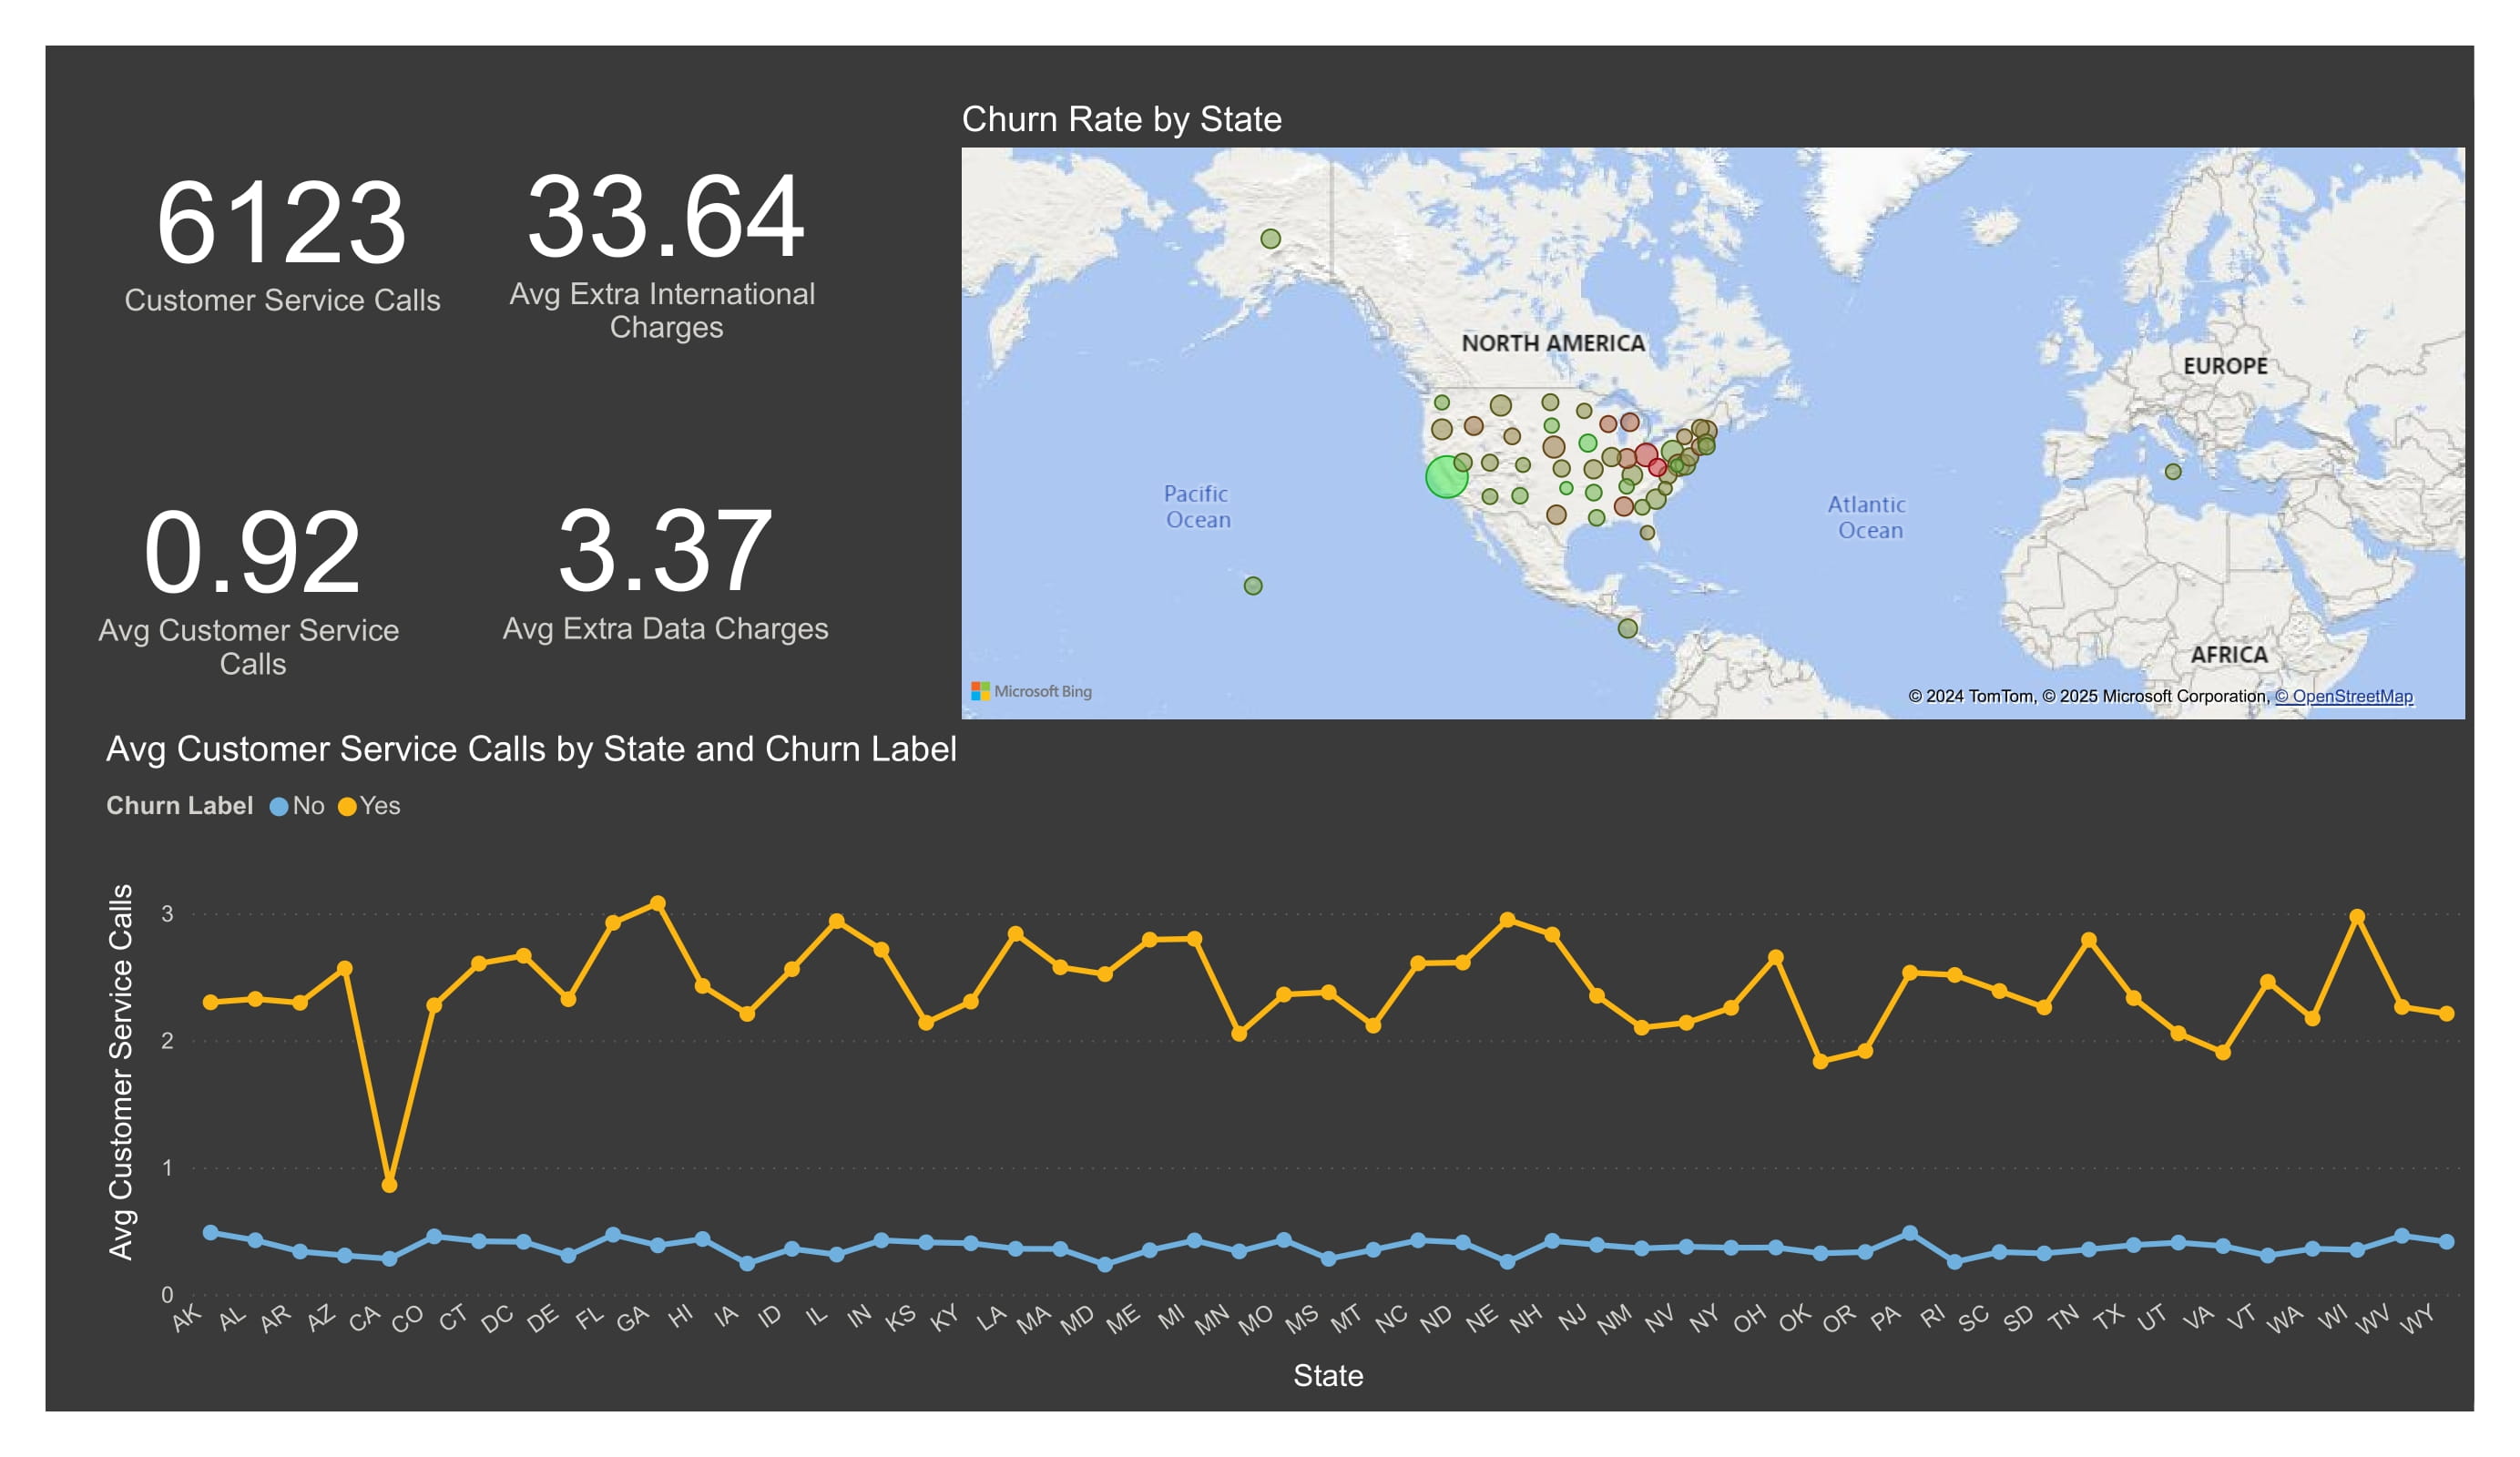 6123
Customer Service Calls
33.64
Avg Extra International
Charges
0.92
Avg Customer Service
Calls
3.37
Avg Extra Data Charges
Churn Rate by State
NORTH AMERICA
EUROPE
Pacific
Ocean
Atlantic
Ocean
AFRICA
Microsoft Bing
© 2024 TomTom, © 2025 Microsoft Corporation, © OpenStreetMap
Avg Customer Service Calls by State and Churn Label
Churn Label No Yes
Avg Customer Service Calls
3
2
1
0
AK AL AR AZ CA CO CT DC DE FL GA HI IA ID IL IN KS KY LA MA MD ME MI MN MO MS MT NC ND NE NH NJ NM NV NY OH OK OR PA RI SC SD TN TX UT VA VT WA WI WV WY
State